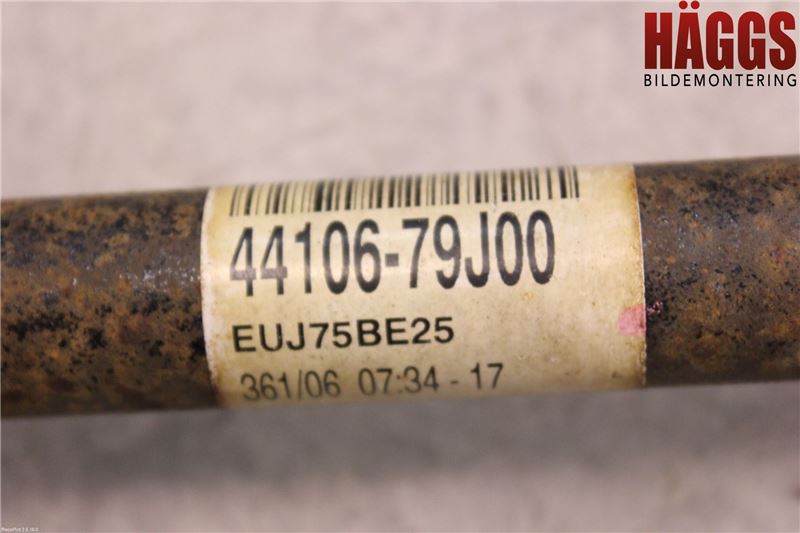 HÄGGS
BILDEMONTERING
44106-79J00
EUJ75BE25
361/06 07:34 - 17